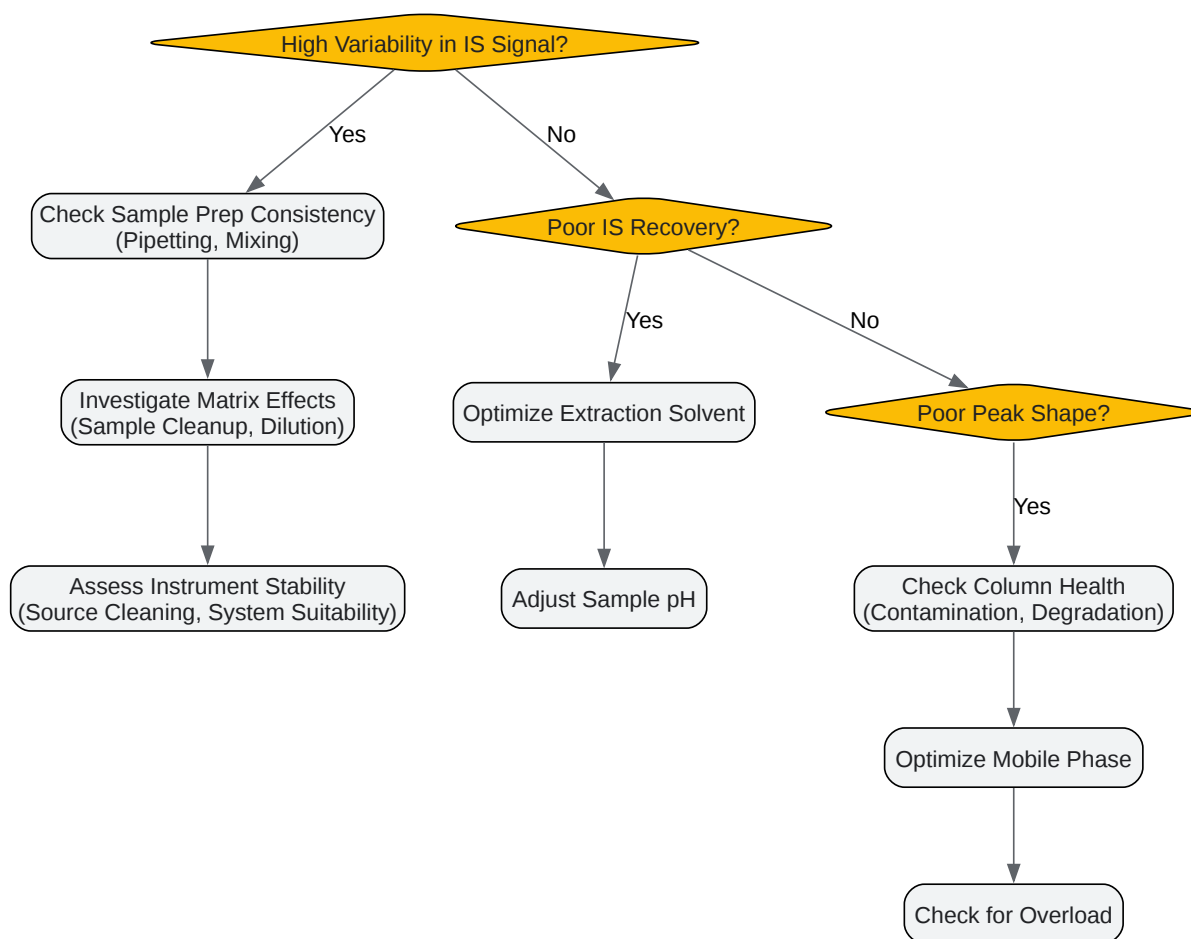 High Variability in IS Signal?
Yes
No
Check Sample Prep Consistency
(Pipetting, Mixing)
Poor IS Recovery?
Yes
No
Investigate Matrix Effects
(Sample Cleanup, Dilution)
Optimize Extraction Solvent
Poor Peak Shape?
Yes
Assess Instrument Stability
(Source Cleaning, System Suitability)
Adjust Sample pH
Check Column Health
(Contamination, Degradation)
Optimize Mobile Phase
Check for Overload